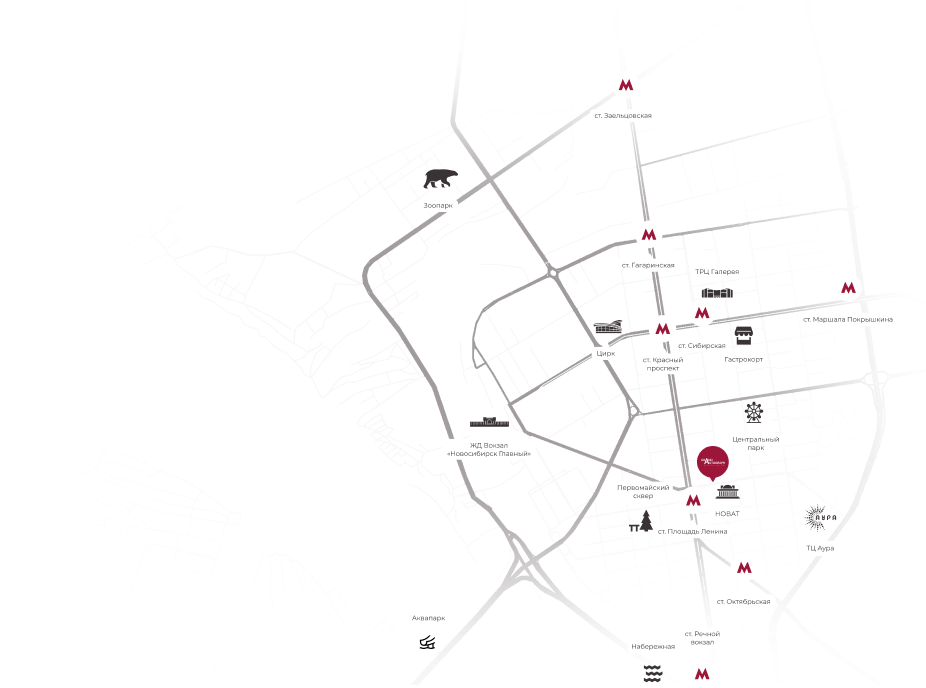 ст. Заельцовская
Зоопарк
ст. Гагаринская
ТРЦ Галерея
ст. Маршала Покрышкина
ст. Сибирская
Цирк
ст. Красный
проспект
Гастрокорт
Центральный
парк
ЖД Вокзал
«Новосибирск Главный»
Первомайский
сквер
НОВАТ
АУРА
ст. Площадь Ленина
ТЦ Аура
ст. Октябрьская
Аквапарк
ст. Речной
вокзал
Набережная